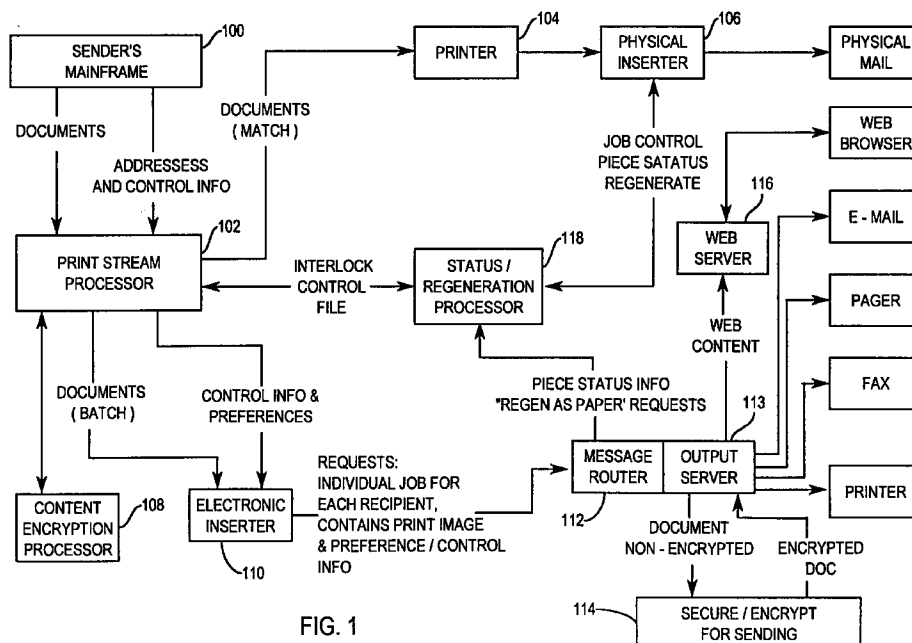 100
SENDER'S
MAINFRAME
104
PRINTER
106
PHYSICAL
INSERTER
PHYSICAL
MAIL
DOCUMENTS
ADDRESSESS
AND CONTROL INFO
DOCUMENTS
( MATCH )
JOB CONTROL
PIECE SATATUS
REGENERATE
WEB
BROWSER
116
WEB
SERVER
E - MAIL
102
PRINT STREAM
PROCESSOR
INTERLOCK
CONTROL
FILE
118
STATUS /
REGENERATION
PROCESSOR
PAGER
WEB
CONTENT
FAX
DOCUMENTS
( BATCH )
CONTROL INFO &
PREFERENCES
PIECE STATUS INFO
"REGEN AS PAPER' REQUESTS
113
MESSAGE
ROUTER
OUTPUT
SERVER
112
PRINTER
CONTENT
ENCRYPTION
PROCESSOR
108
ELECTRONIC
INSERTER
110
REQUESTS:
INDIVIDUAL JOB FOR
EACH RECIPIENT,
CONTAINS PRINT IMAGE
& PREFERENCE / CONTROL
INFO
DOCUMENT
NON - ENCRYPTED
ENCRYPTED
DOC
114
SECURE / ENCRYPT
FOR SENDING
FIG. 1